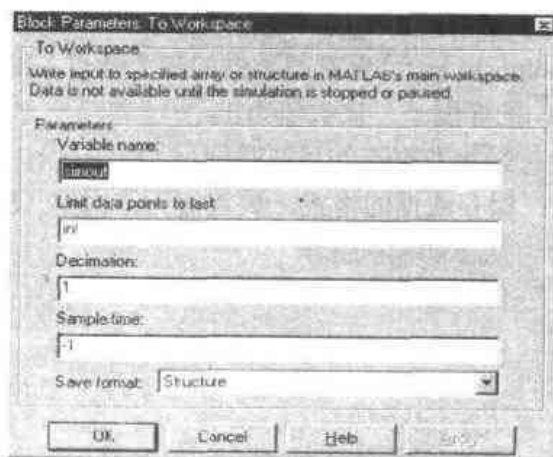 Block Parameters: To Workspace
To Workspace
Write input to specified array or structure in MATLAB's main workspace.
Data is not available until the simulation is stopped or paused.
Parameters
Variable name:
simout
Limit data points to last:
inf
Decimation:
1
Sample time:
-1
Save format: Structure
OK Cancel Help Apply